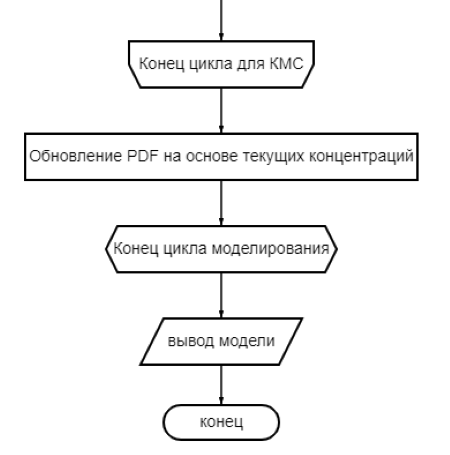 Конец цикла для КМС
Обновление PDF на основе текущих концентраций
Конец цикла моделирования
вывод модели
конец